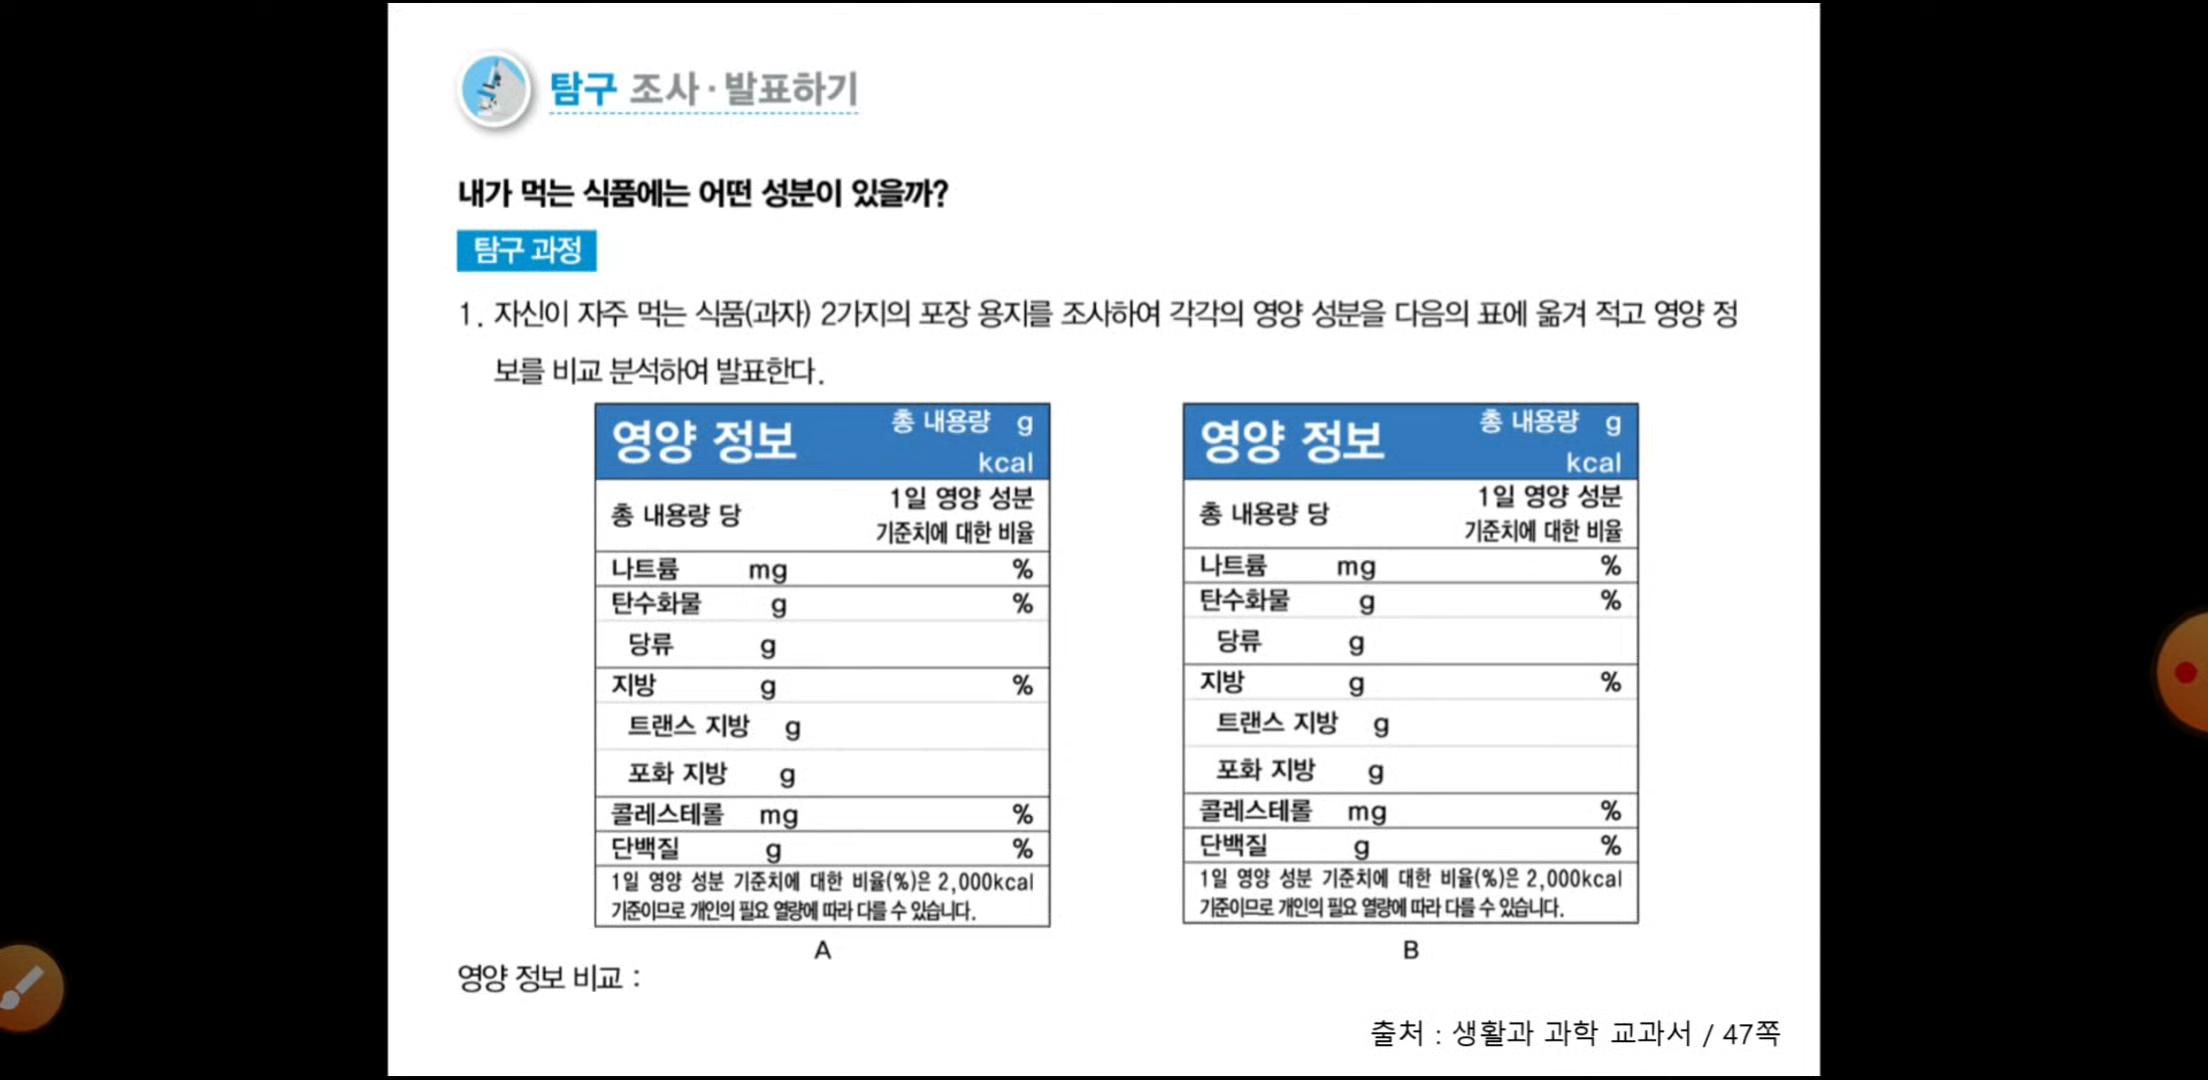 탐구 조사·발표하기
내가 먹는 식품에는 어떤 성분이 있을까?
탐구 과정
1. 자신이 자주 먹는 식품(과자) 2가지의 포장 용지를 조사하여 각각의 영양 성분을 다음의 표에 옮겨 적고 영양 정
보를 비교 분석하여 발표한다.
영양 정보 총 내용량 g
kcal
총 내용량 당 1일 영양 성분
기준치에 대한 비율
나트륨 mg %
탄수화물 g %
당류 g
지방 g %
트랜스 지방 g
포화 지방 g
콜레스테롤 mg %
단백질 g %
1일 영양 성분 기준치에 대한 비율(%)은 2,000kcal
기준이므로 개인의 필요 열량에 따라 다를 수 있습니다.
A
영양 정보 총 내용량 g
kcal
총 내용량 당 1일 영양 성분
기준치에 대한 비율
나트륨 mg %
탄수화물 g %
당류 g
지방 g %
트랜스 지방 g
포화 지방 g
콜레스테롤 mg %
단백질 g %
1일 영양 성분 기준치에 대한 비율(%)은 2,000kcal
기준이므로 개인의 필요 열량에 따라 다를 수 있습니다.
B
영양 정보 비교 :
출처 : 생활과 과학 교과서 / 47쪽